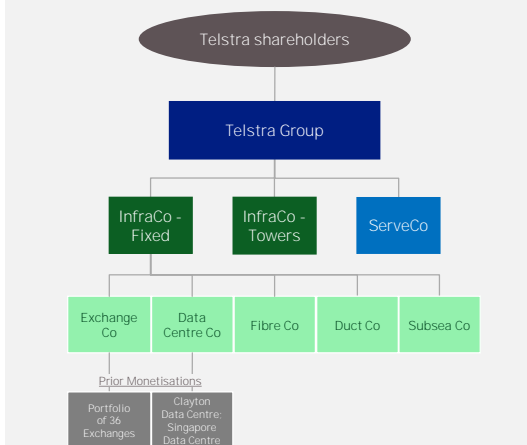 Telstra shareholders
Telstra Group
InfraCo -
Fixed
InfraCo -
Towers
ServeCo
Exchange
Co
Data
Centre Co
Fibre Co
Duct Co
Subsea Co
Prior Monetisations
Portfolio
of 36
Exchanges
Clayton
Data Centre:
Singapore
Data Centre